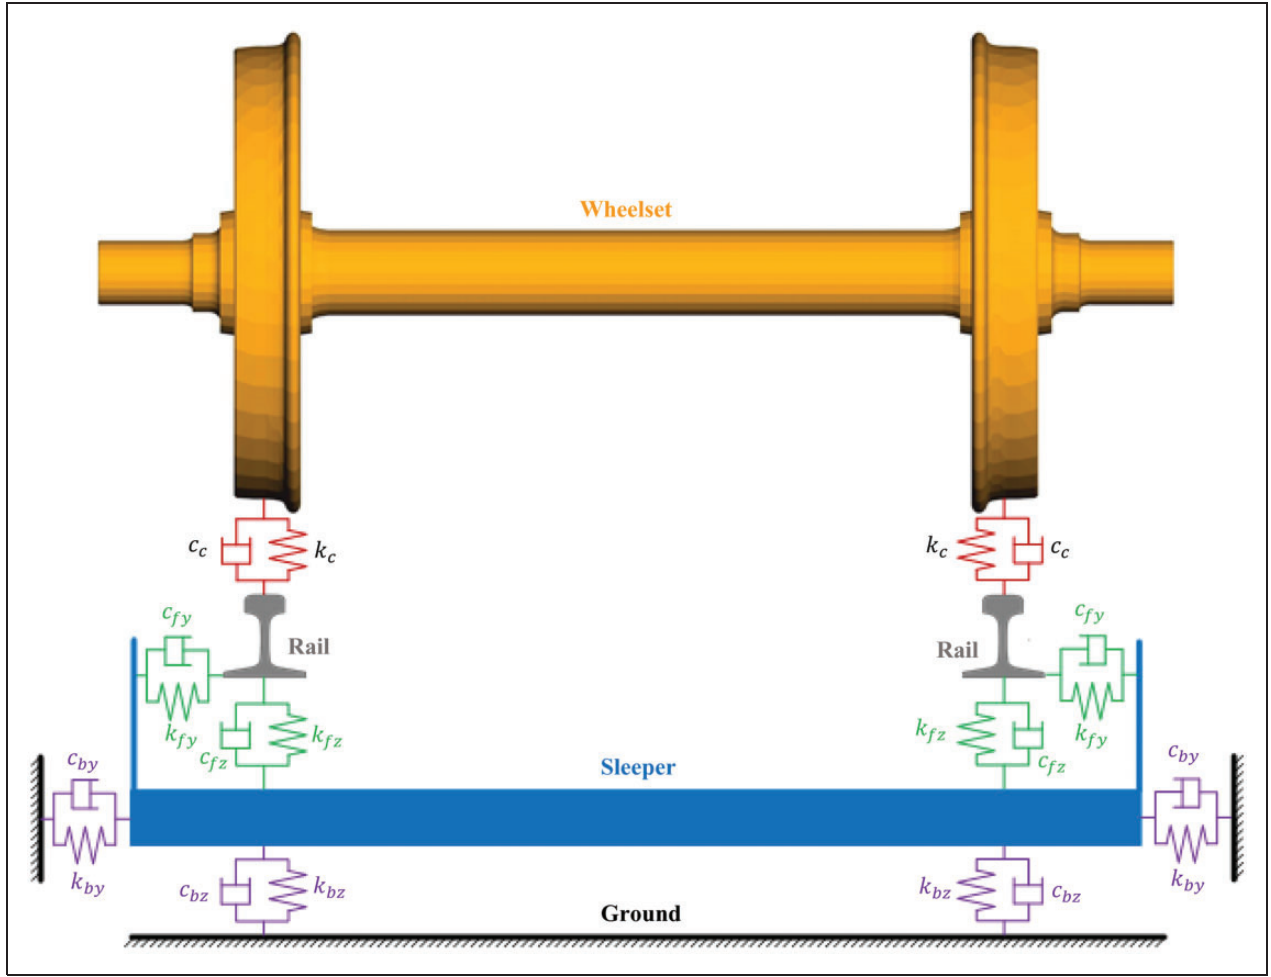 Wheelset
c_c k_c k_c c_c
c_fy c_fy
Rail Rail
k_fy k_fz k_fz k_fy
c_fz c_fz
Sleeper
c_by c_by
k_by k_by
c_bz k_bz k_bz c_bz
Ground